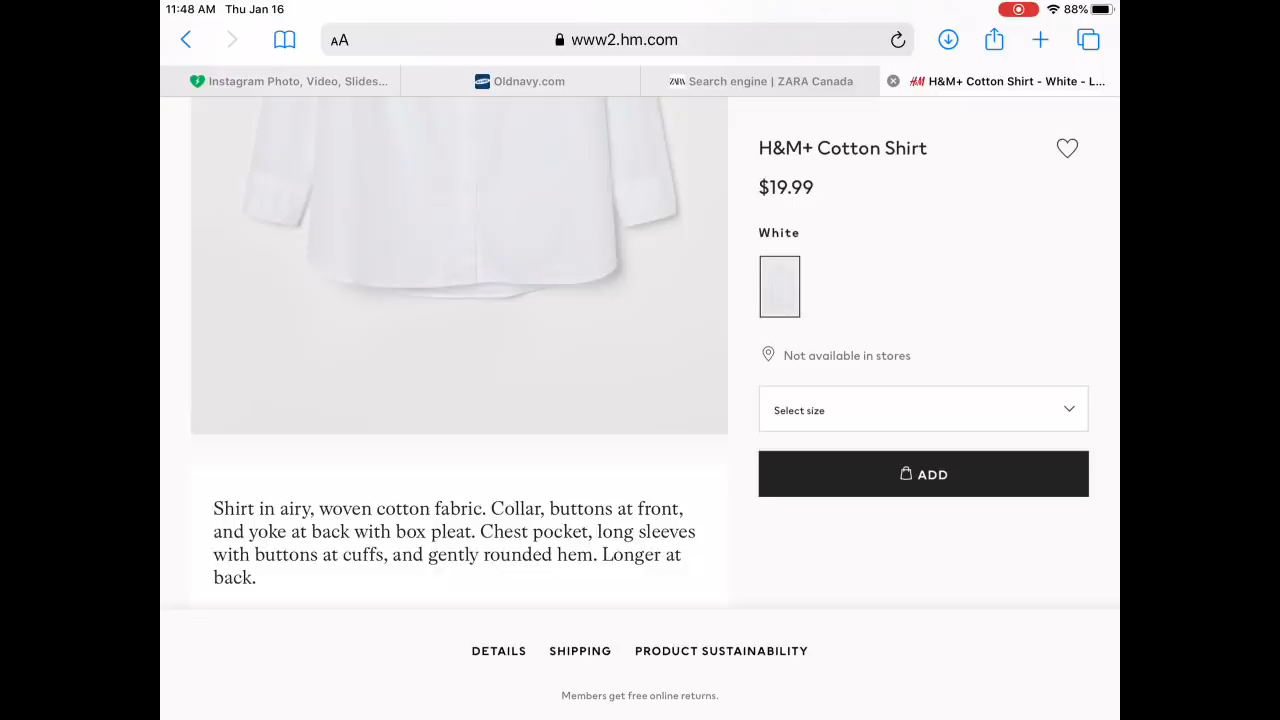 11:48 AM Thu Jan 16
88%
AA
www2.hm.com
Instagram Photo, Video, Slides...
Oldnavy.com
ZARA Search engine | ZARA Canada
H&M H&M+ Cotton Shirt - White - L...
H&M+ Cotton Shirt
$19.99
White
Not available in stores
Select size
ADD
Shirt in airy, woven cotton fabric. Collar, buttons at front,
and yoke at back with box pleat. Chest pocket, long sleeves
with buttons at cuffs, and gently rounded hem. Longer at
back.
DETAILS SHIPPING PRODUCT SUSTAINABILITY
Members get free online returns.